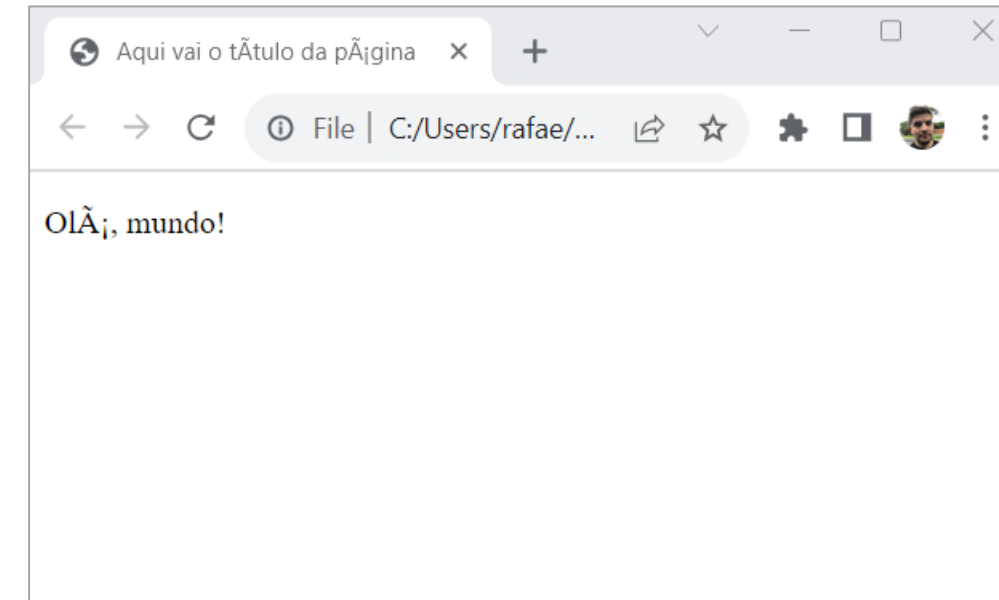 Aqui vai o tÃtulo da pÃ¡gina
File
C:/Users/rafae/...
OlÃ¡, mundo!